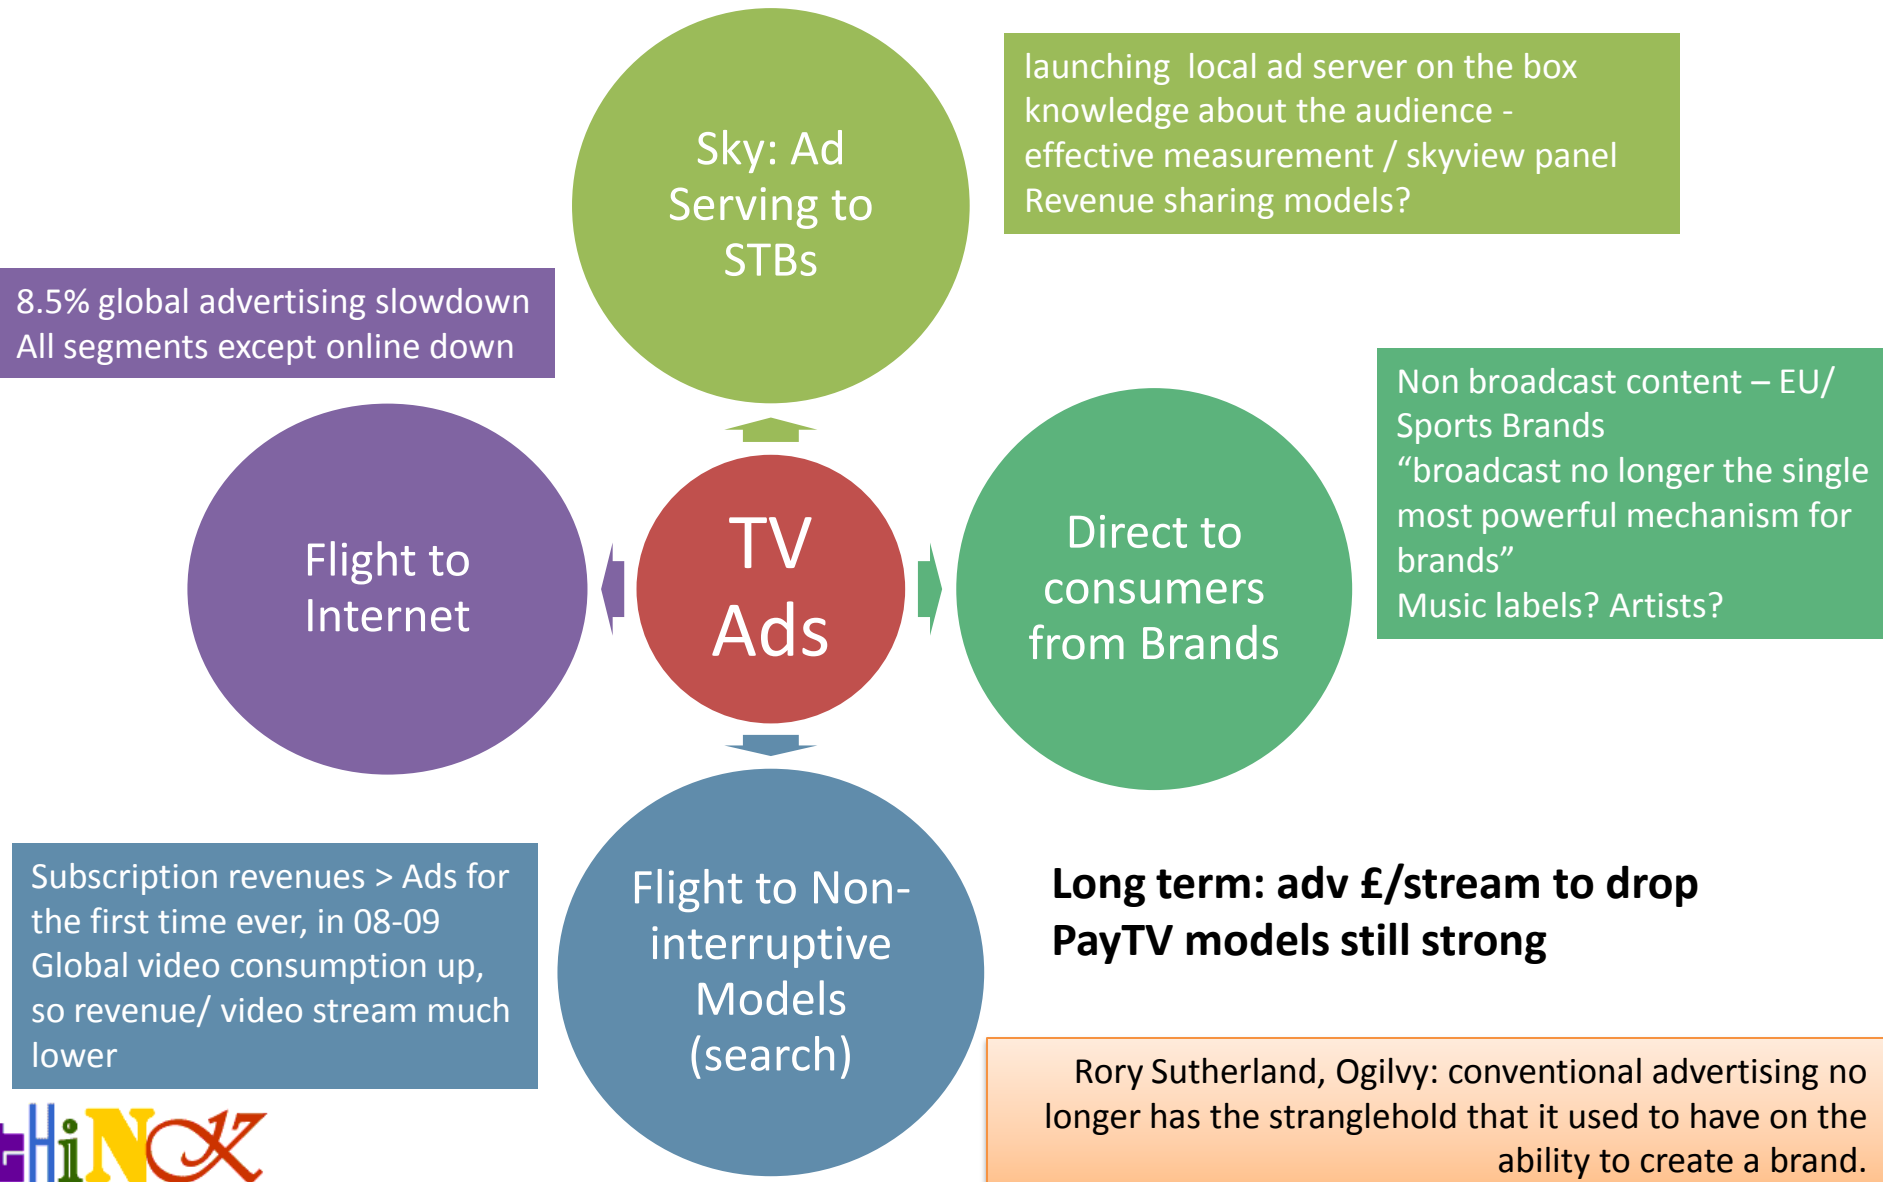 Sky: Ad
Serving to
STBs
launching  local ad server on the box
knowledge about the audience -
effective measurement / skyview panel
Revenue sharing models?
8.5% global advertising slowdown
All segments except online down
Flight to
Internet
TV
Ads
Direct to
consumers
from Brands
Non broadcast content – EU/
Sports Brands
“broadcast no longer the single
most powerful mechanism for
brands”
Music labels? Artists?
Subscription revenues > Ads for
the first time ever, in 08-09
Global video consumption up,
so revenue/ video stream much
lower
Flight to Non-
interruptive
Models
(search)
Long term: adv £/stream to drop
PayTV models still strong
Rory Sutherland, Ogilvy: conventional advertising no
longer has the stranglehold that it used to have on the
ability to create a brand.